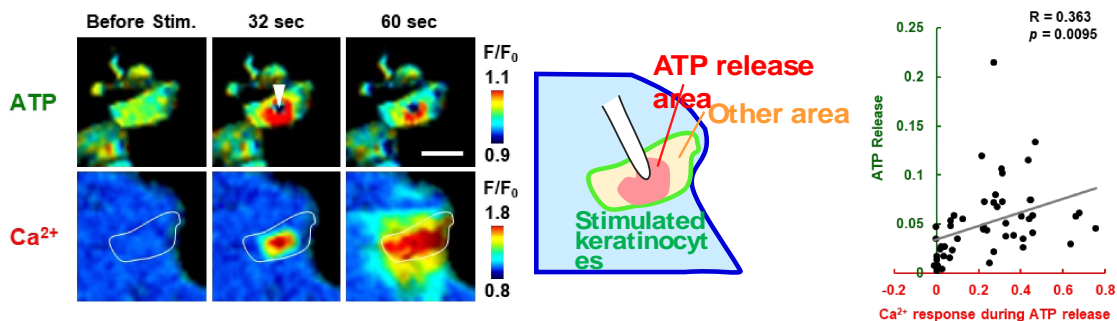 Before Stim.
32 sec
60 sec
ATP
F/F0
1.1
0.9
Ca2+
F/F0
1.8
0.8
ATP release
area
Other area
Stimulated
keratinocyt
es
R = 0.363
p = 0.0095
ATP Release
0.25
0.2
0.15
0.1
0.05
0
-0.2 0 0.2 0.4 0.6 0.8
Ca2+ response during ATP release